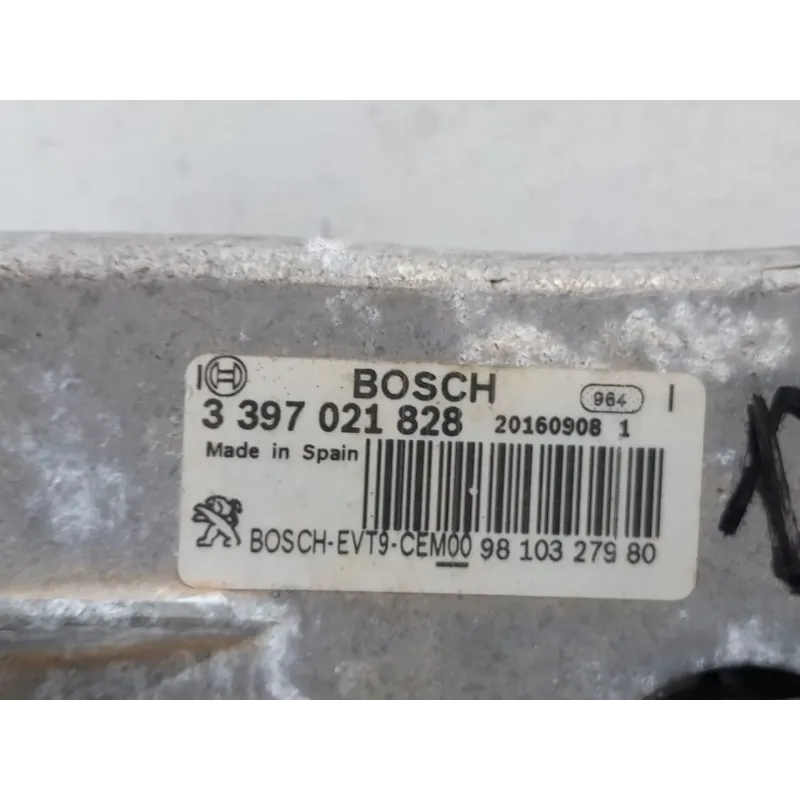 BOSCH 964
3 397 021 828 20160908 1
Made in Spain
BOSCH-EVT9-CEM00 98 103 279 80